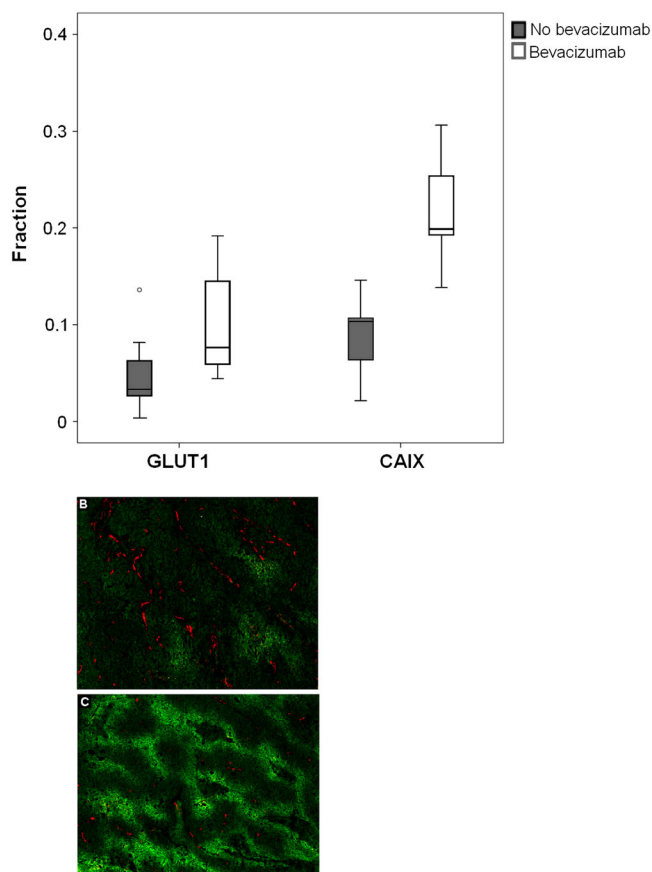 No bevacizumab
Bevacizumab
0.4
0.3
0.2
0.1
0
Fraction
GLUT1 CAIX
B
C